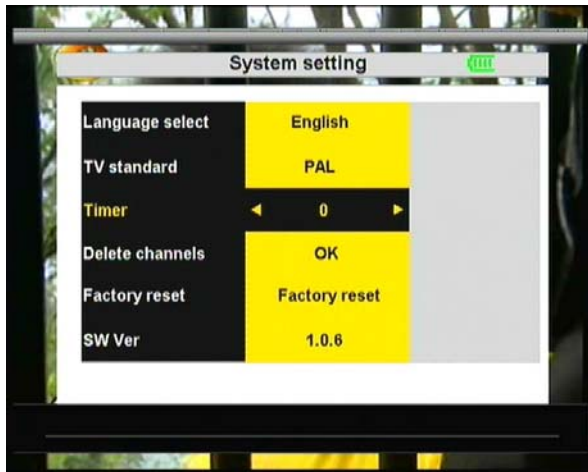 System setting
Language select English
TV standard PAL
Timer 0
Delete channels OK
Factory reset Factory reset
SW Ver 1.0.6